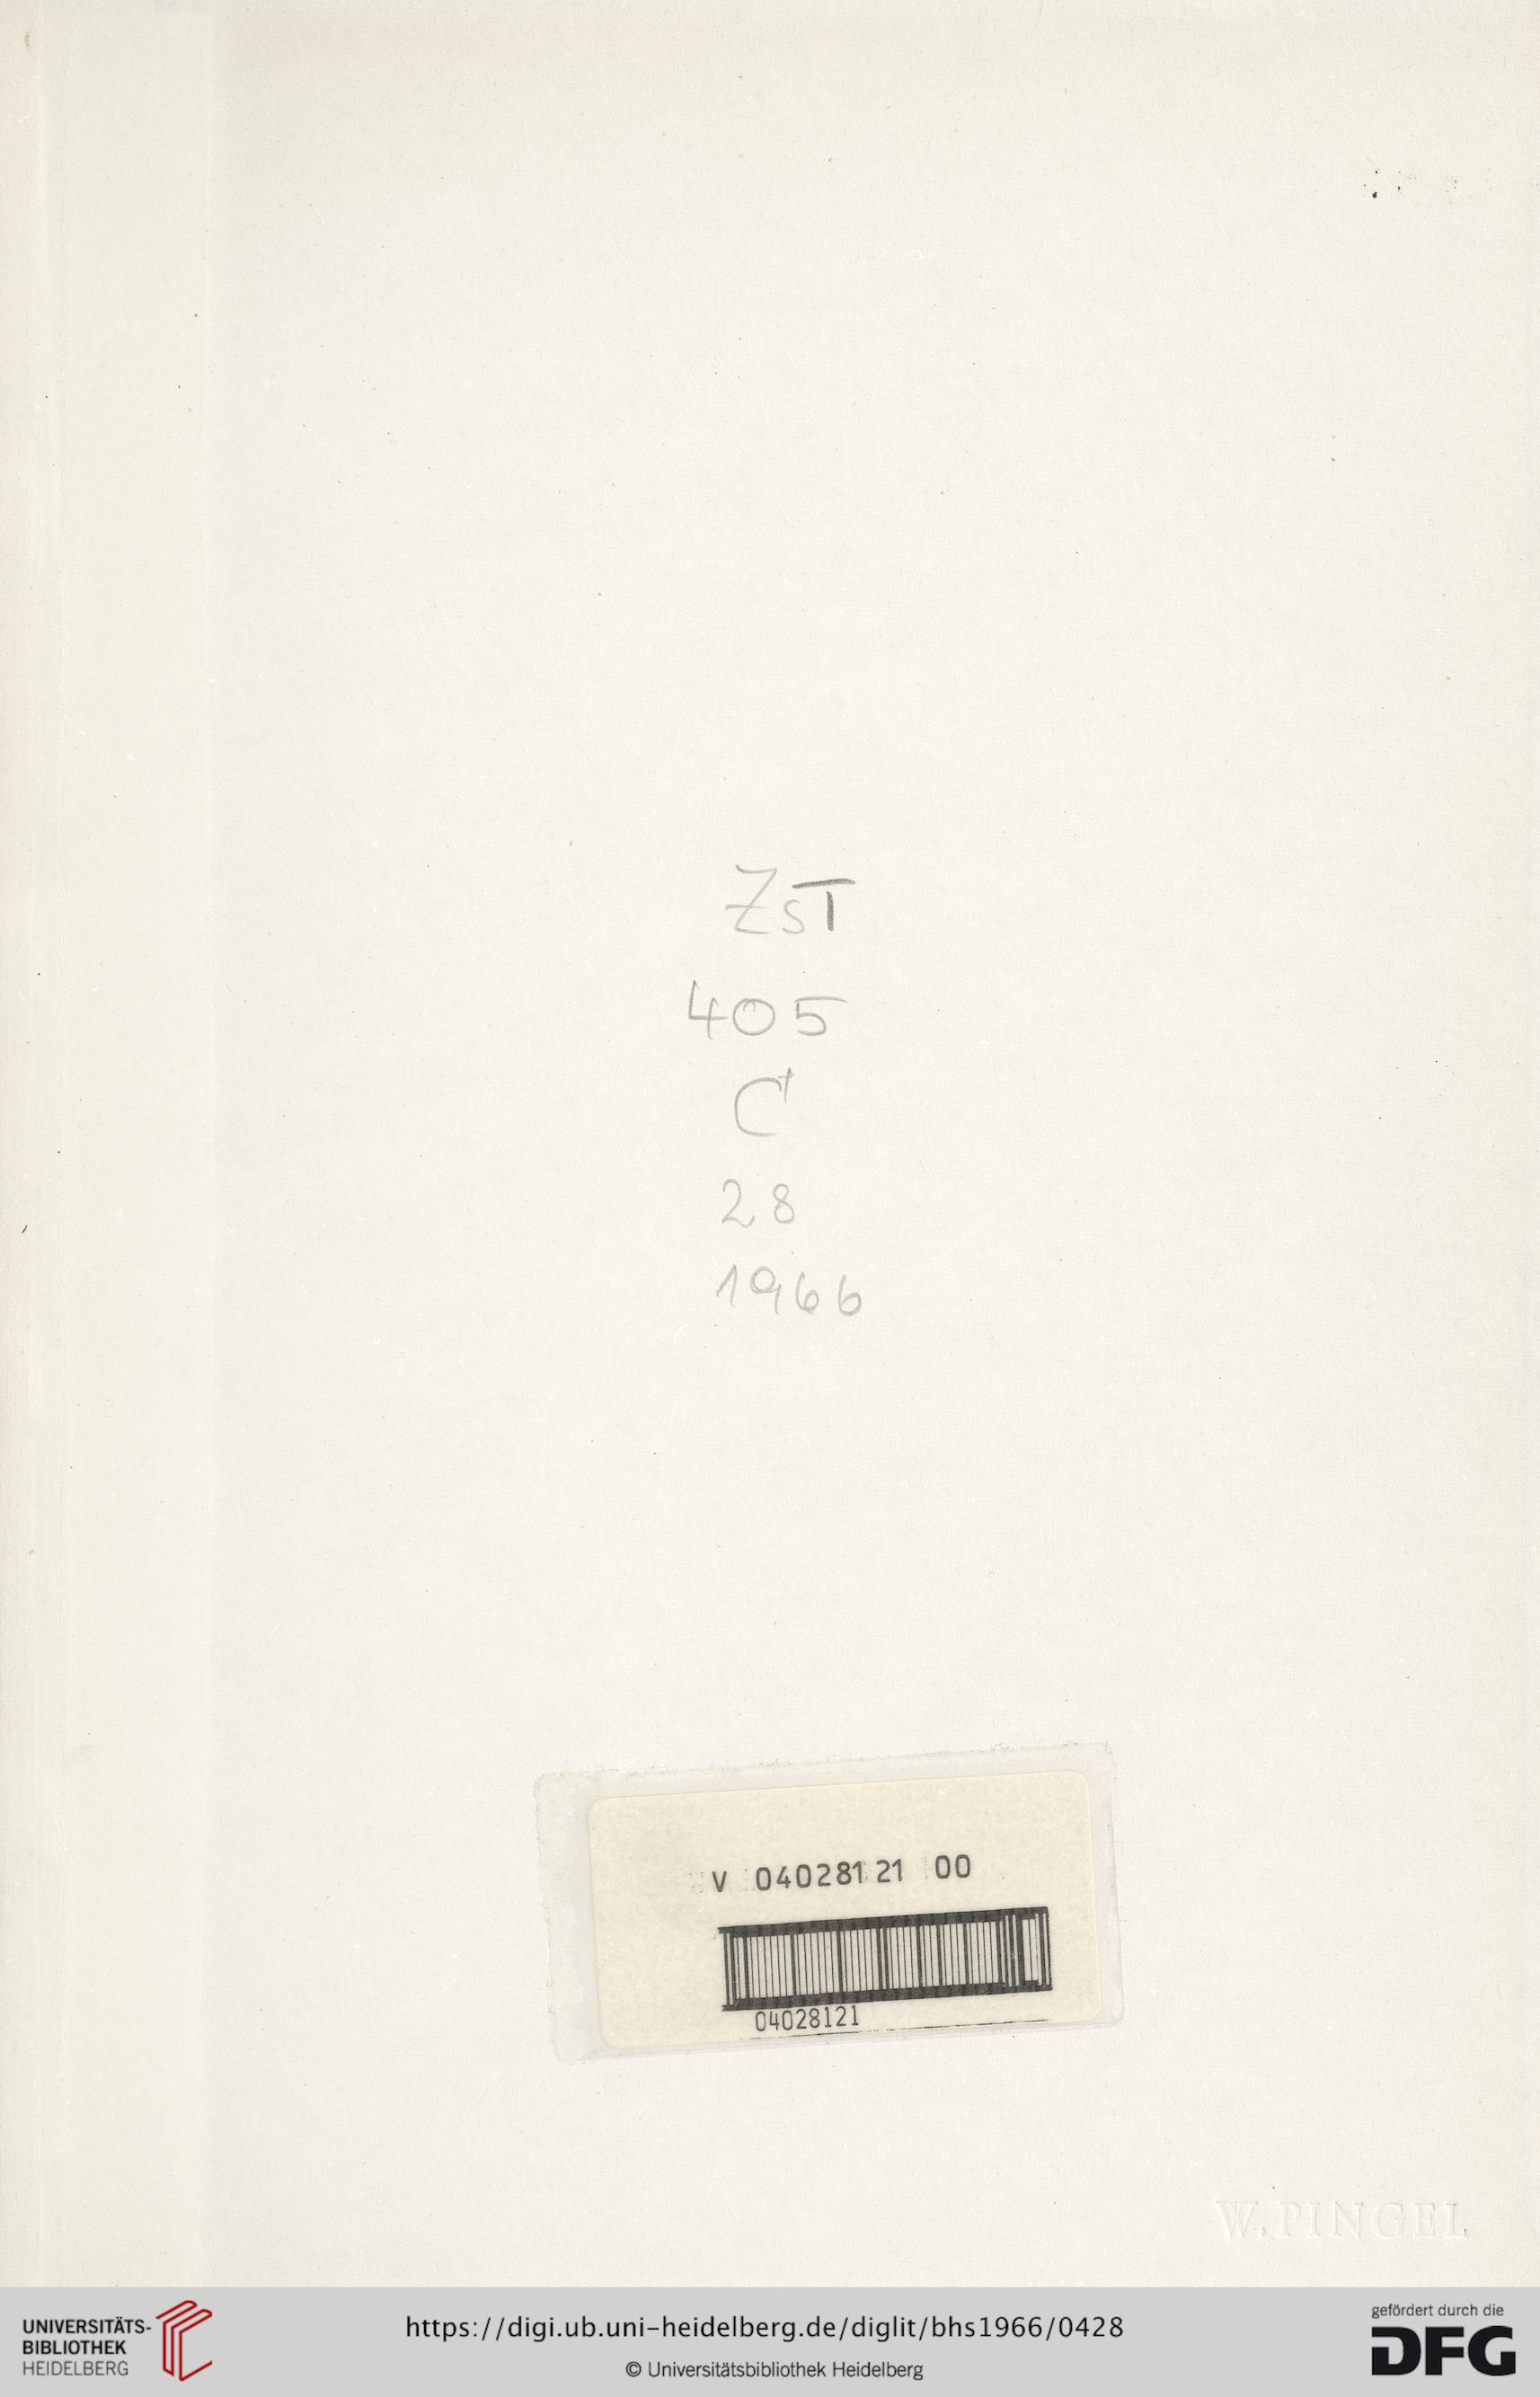 ZsT
405
C†
28
1966
V 04028121 00
04028121
W.PINGEL
UNIVERSITÄTS-
BIBLIOTHEK
HEIDELBERG
https://digi.ub.uni-heidelberg.de/diglit/bhs1966/0428
© Universitätsbibliothek Heidelberg
gefördert durch die
DFG